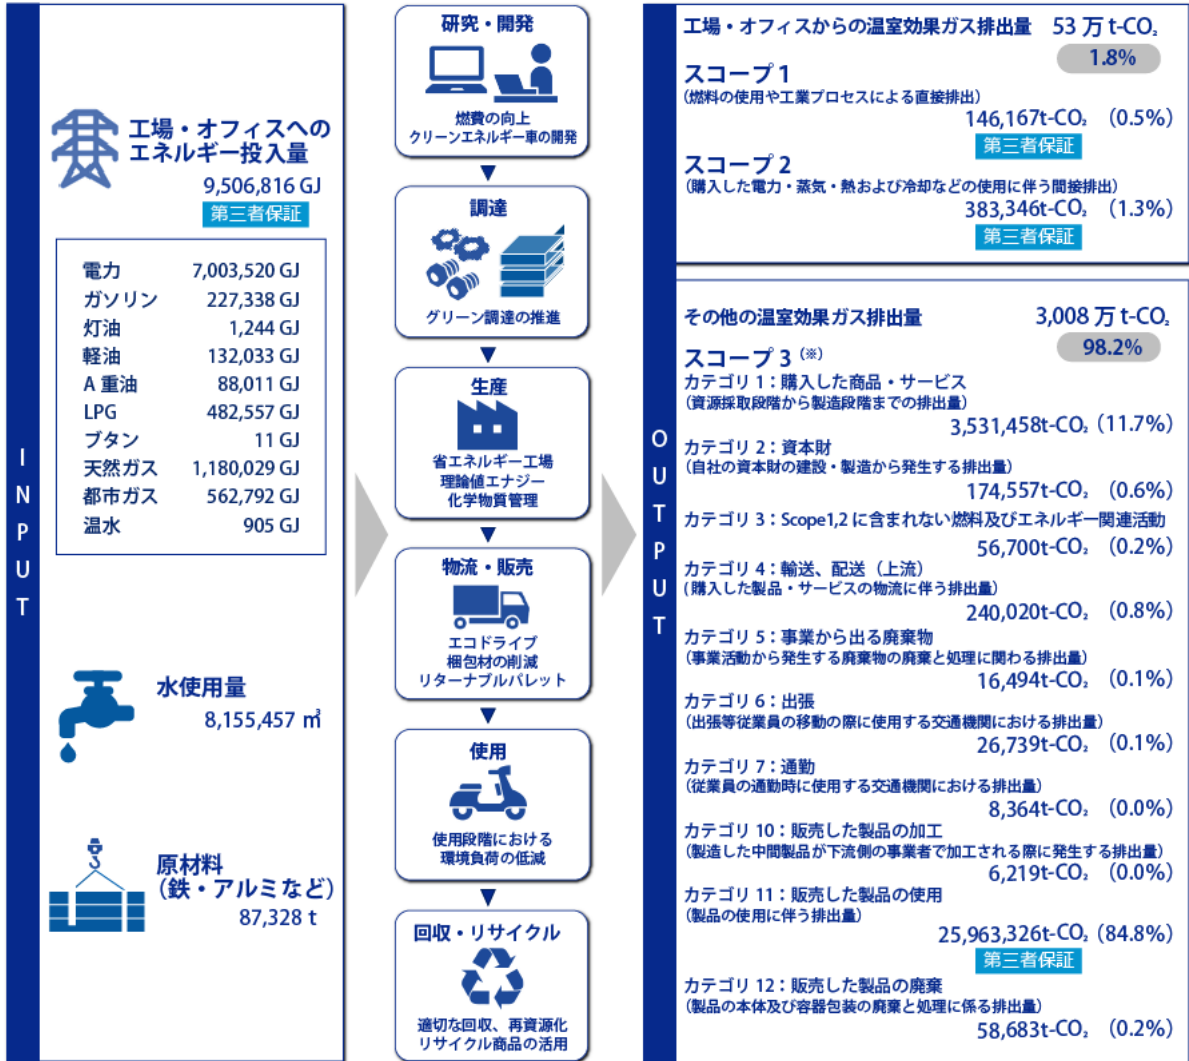 INPUT
工場・オフィスへの
エネルギー投入量
9,506,816 GJ
第三者保証
電力 7,003,520 GJ
ガソリン 227,338 GJ
灯油 1,244 GJ
軽油 132,033 GJ
A 重油 88,011 GJ
LPG 482,557 GJ
ブタン 11 GJ
天然ガス 1,180,029 GJ
都市ガス 562,792 GJ
温水 905 GJ
水使用量
8,155,457 ㎥
原材料
（鉄・アルミなど）
87,328 t
研究・開発
燃費の向上
クリーンエネルギー車の開発
調達
グリーン調達の推進
生産
省エネルギー工場
理論値エナジー
化学物質管理
物流・販売
エコドライブ
梱包材の削減
リターナブルパレット
使用
使用段階における
環境負荷の低減
回収・リサイクル
適切な回収、再資源化
リサイクル商品の活用
OUTPUT
工場・オフィスからの温室効果ガス排出量 53 万 t-CO₂
1.8%
スコープ 1
(燃料の使用や工業プロセスによる直接排出)
146,167t-CO₂ (0.5%)
第三者保証
スコープ 2
(購入した電力・蒸気・熱および冷却などの使用に伴う間接排出)
383,346t-CO₂ (1.3%)
第三者保証
その他の温室効果ガス排出量 3,008 万 t-CO₂
98.2%
スコープ 3 (※)
カテゴリ 1：購入した商品・サービス
(資源採取段階から製造段階までの排出量)
3,531,458t-CO₂ (11.7%)
カテゴリ 2：資本財
(自社の資本財の建設・製造から発生する排出量)
174,557t-CO₂ (0.6%)
カテゴリ 3：Scope1,2 に含まれない燃料及びエネルギー関連活動
56,700t-CO₂ (0.2%)
カテゴリ 4：輸送、配送（上流）
(購入した製品・サービスの物流に伴う排出量)
240,020t-CO₂ (0.8%)
カテゴリ 5：事業から出る廃棄物
(事業活動から発生する廃棄物の廃棄と処理に関わる排出量)
16,494t-CO₂ (0.1%)
カテゴリ 6：出張
(出張等従業員の移動の際に使用する交通機関における排出量)
26,739t-CO₂ (0.1%)
カテゴリ 7：通勤
(従業員の通勤時に使用する交通機関における排出量)
8,364t-CO₂ (0.0%)
カテゴリ 10：販売した製品の加工
(製造した中間製品が下流側の事業者で加工される際に発生する排出量)
6,219t-CO₂ (0.0%)
カテゴリ 11：販売した製品の使用
(製品の使用に伴う排出量)
25,963,326t-CO₂ (84.8%)
第三者保証
カテゴリ 12：販売した製品の廃棄
(製品の本体及び容器包装の廃棄と処理に係る排出量)
58,683t-CO₂ (0.2%)